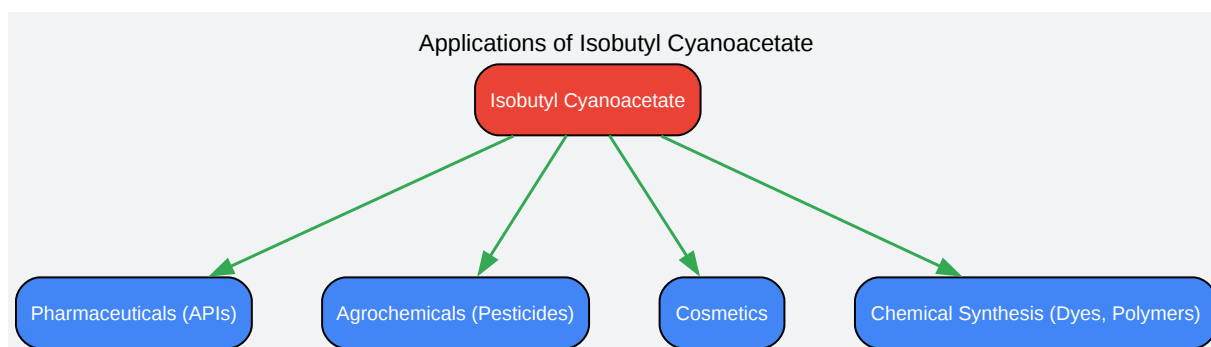 Applications of Isobutyl Cyanoacetate
Isobutyl Cyanoacetate
Pharmaceuticals (APIs)
Agrochemicals (Pesticides)
Cosmetics
Chemical Synthesis (Dyes, Polymers)